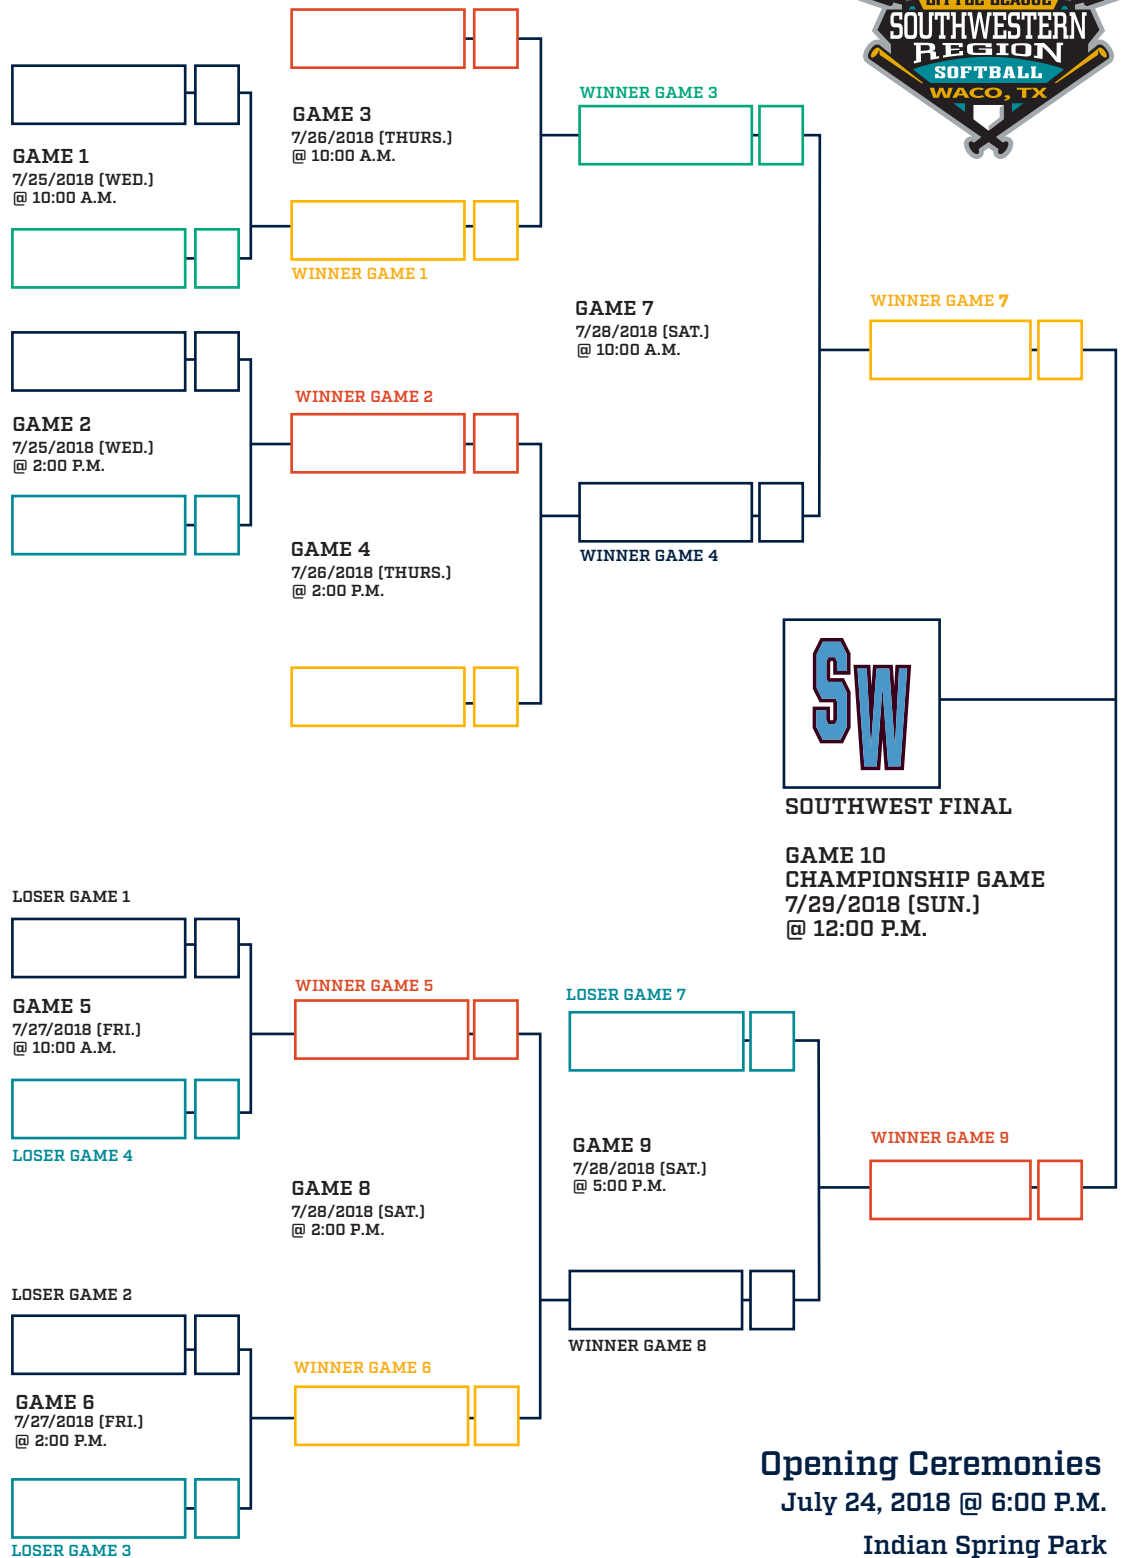 LITTLE LEAGUE
SOUTHWESTERN
REGION
SOFTBALL
WACO, TX
GAME 1
7/25/2018 (WED.)
@ 10:00 A.M.
GAME 2
7/25/2018 (WED.)
@ 2:00 P.M.
GAME 3
7/26/2018 (THURS.)
@ 10:00 A.M.
WINNER GAME 1
WINNER GAME 2
GAME 4
7/26/2018 (THURS.)
@ 2:00 P.M.
WINNER GAME 3
GAME 7
7/28/2018 (SAT.)
@ 10:00 A.M.
WINNER GAME 4
WINNER GAME 7
SW
SOUTHWEST FINAL
GAME 10
CHAMPIONSHIP GAME
7/29/2018 (SUN.)
@ 12:00 P.M.
LOSER GAME 1
GAME 5
7/27/2018 (FRI.)
@ 10:00 A.M.
LOSER GAME 4
LOSER GAME 2
GAME 6
7/27/2018 (FRI.)
@ 2:00 P.M.
LOSER GAME 3
WINNER GAME 5
GAME 8
7/28/2018 (SAT.)
@ 2:00 P.M.
WINNER GAME 6
LOSER GAME 7
GAME 9
7/28/2018 (SAT.)
@ 5:00 P.M.
WINNER GAME 8
WINNER GAME 9
Opening Ceremonies
July 24, 2018 @ 6:00 P.M.
Indian Spring Park